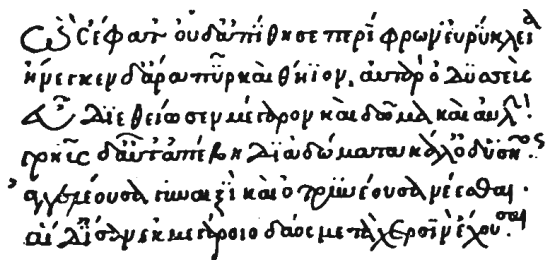 ὣς ἔφατ' οὐδ' ἀπίθησε περίφρων εὐρύκλεια
ἤνεγκεν δ' ἄρα πῦρ καὶ θήϊον. αὐτὰρ ὀδυσσεὺς
εὖ διεθείωσεν μέγαρον καὶ δῶμα καὶ αὐλήν·
γρηῢς δ' αὖτ' ἀπέβη διὰ δώματα κάλ' ὀδυσῆος
ἀγγελέουσα γυναιξὶ καὶ ὀτρυνέουσα νέεσθαι·
αἱ δ' ἴσαν ἐκ μεγάροιο δάος μετὰ χερσὶν ἔχουσαι.